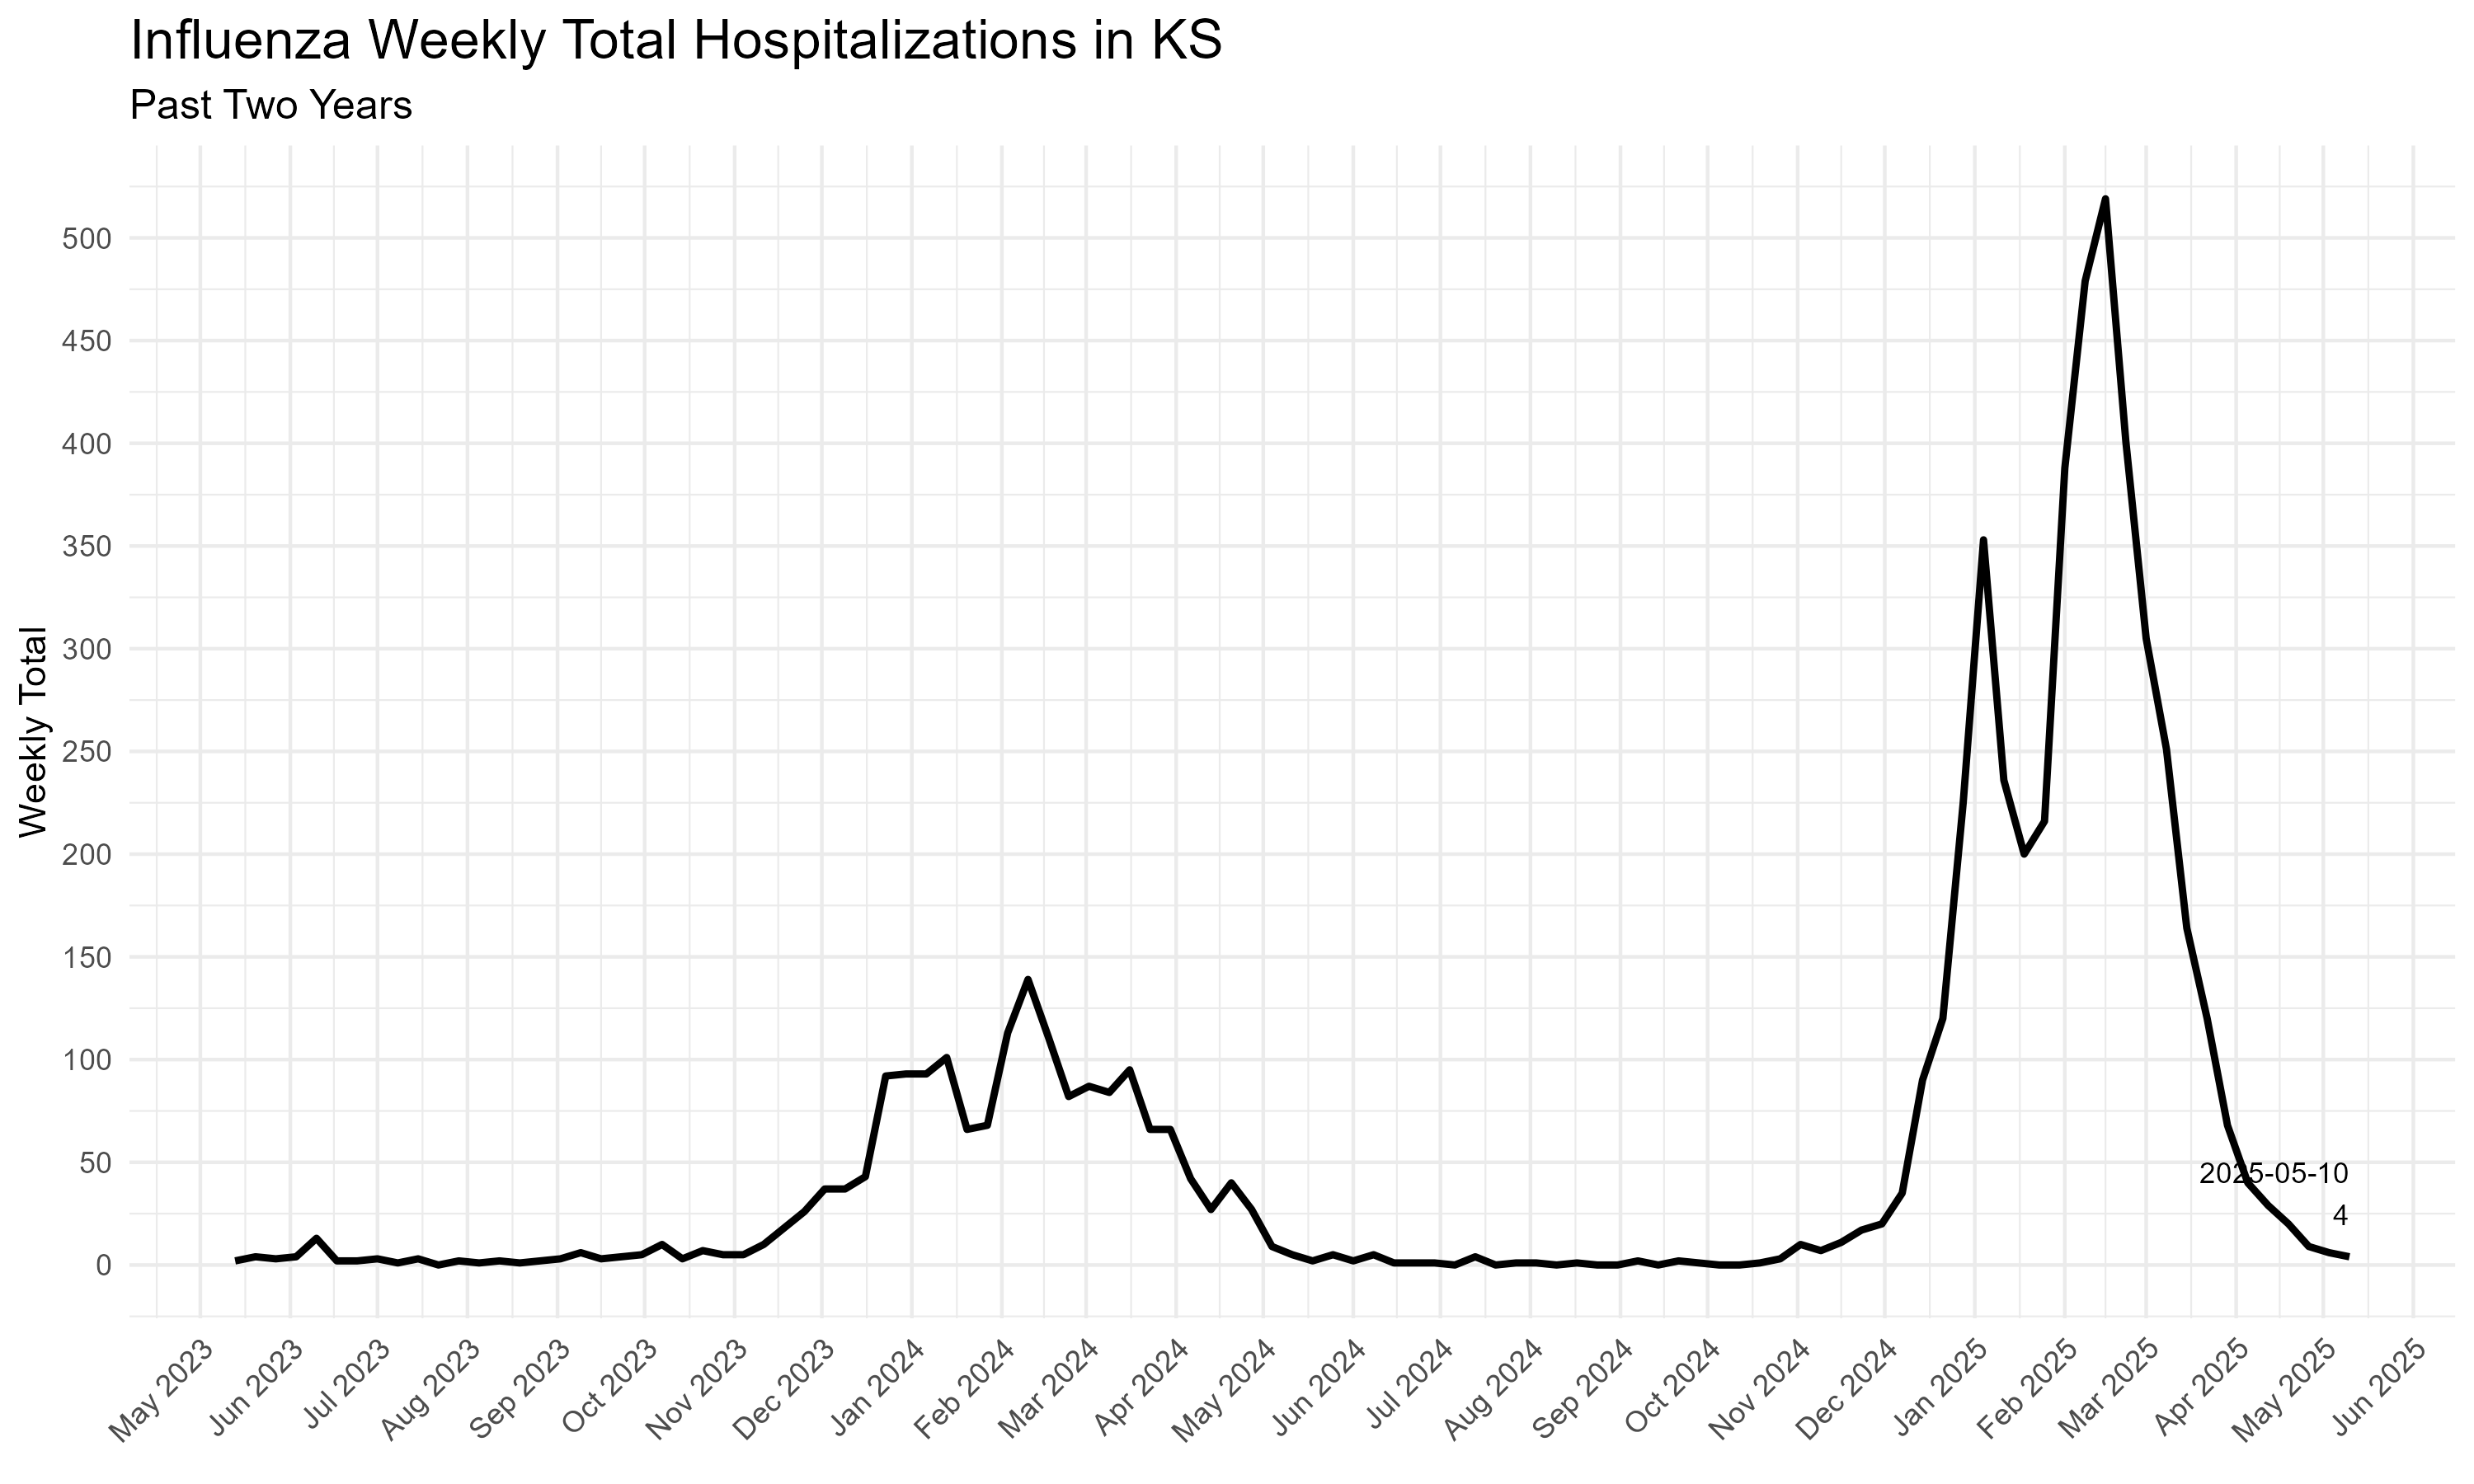 Influenza Weekly Total Hospitalizations in KS
Past Two Years
Weekly Total
500
450
400
350
300
250
200
150
100
50
0
2025-05-10
4
May 2023
Jun 2023
Jul 2023
Aug 2023
Sep 2023
Oct 2023
Nov 2023
Dec 2023
Jan 2024
Feb 2024
Mar 2024
Apr 2024
May 2024
Jun 2024
Jul 2024
Aug 2024
Sep 2024
Oct 2024
Nov 2024
Dec 2024
Jan 2025
Feb 2025
Mar 2025
Apr 2025
May 2025
Jun 2025